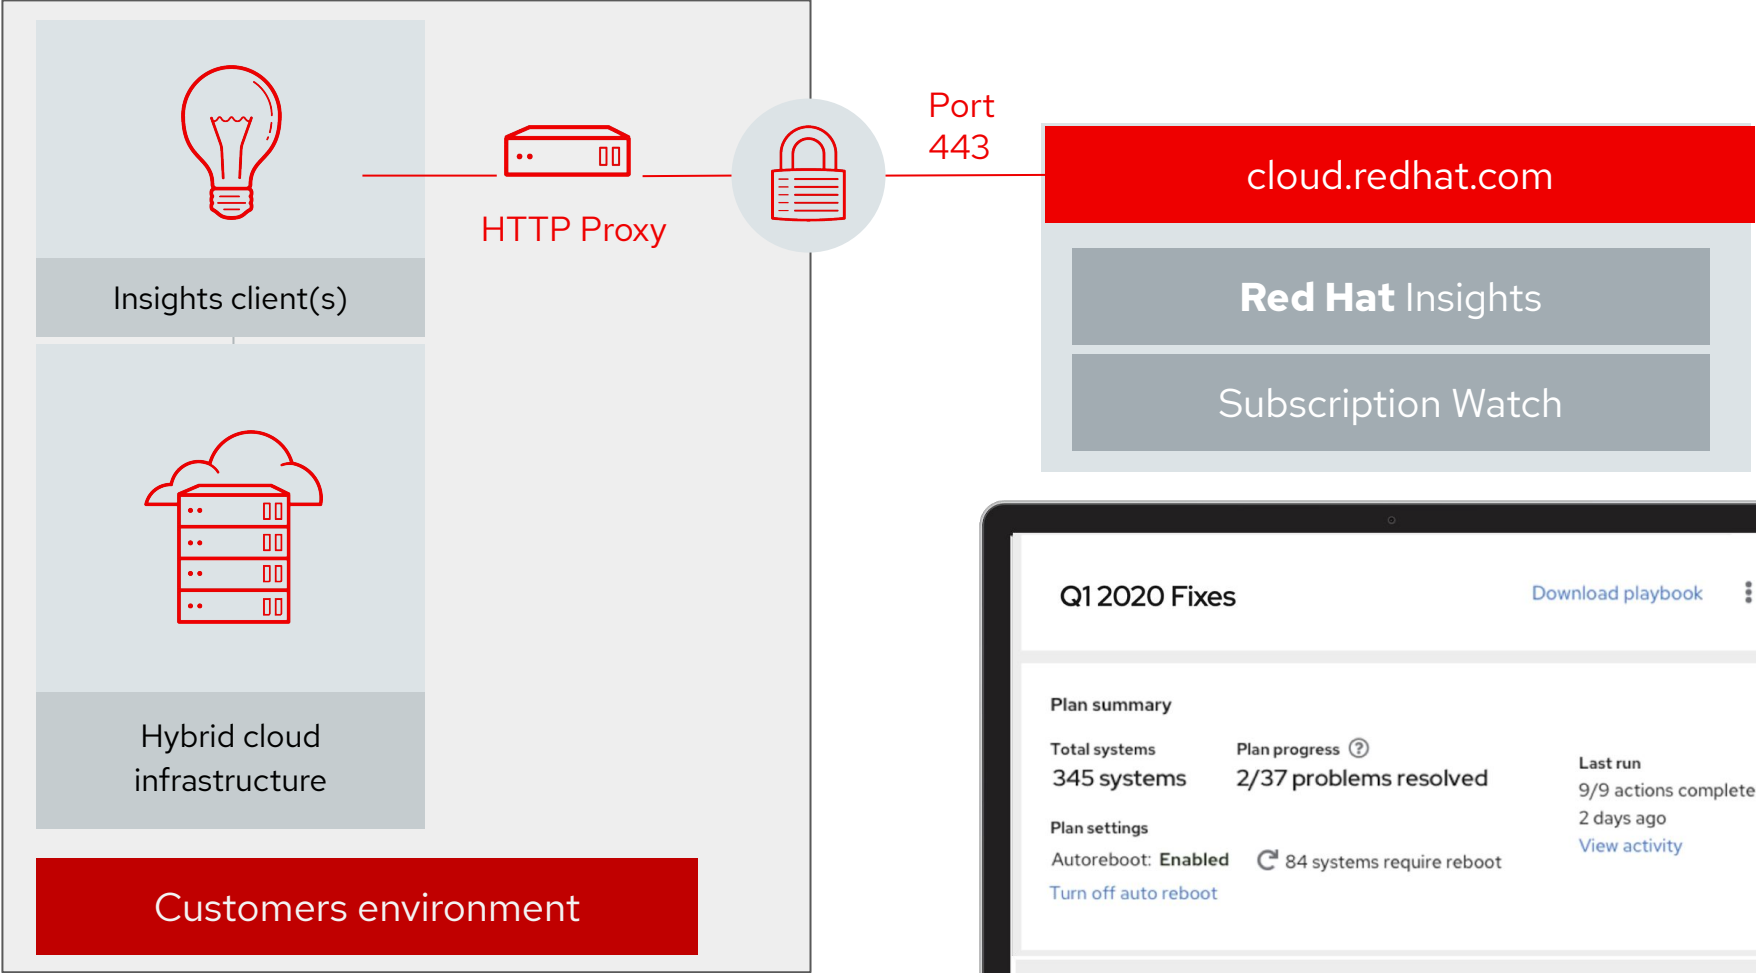 Insights client(s)
Hybrid cloud
infrastructure
Customers environment
HTTP Proxy
Port
443
cloud.redhat.com
Red Hat Insights
Subscription Watch
Q1 2020 Fixes
Download playbook
Plan summary
Total systems
345 systems
Plan progress ?
2/37 problems resolved
Last run
9/9 actions complete
2 days ago
View activity
Plan settings
Autoreboot: Enabled
84 systems require reboot
Turn off auto reboot